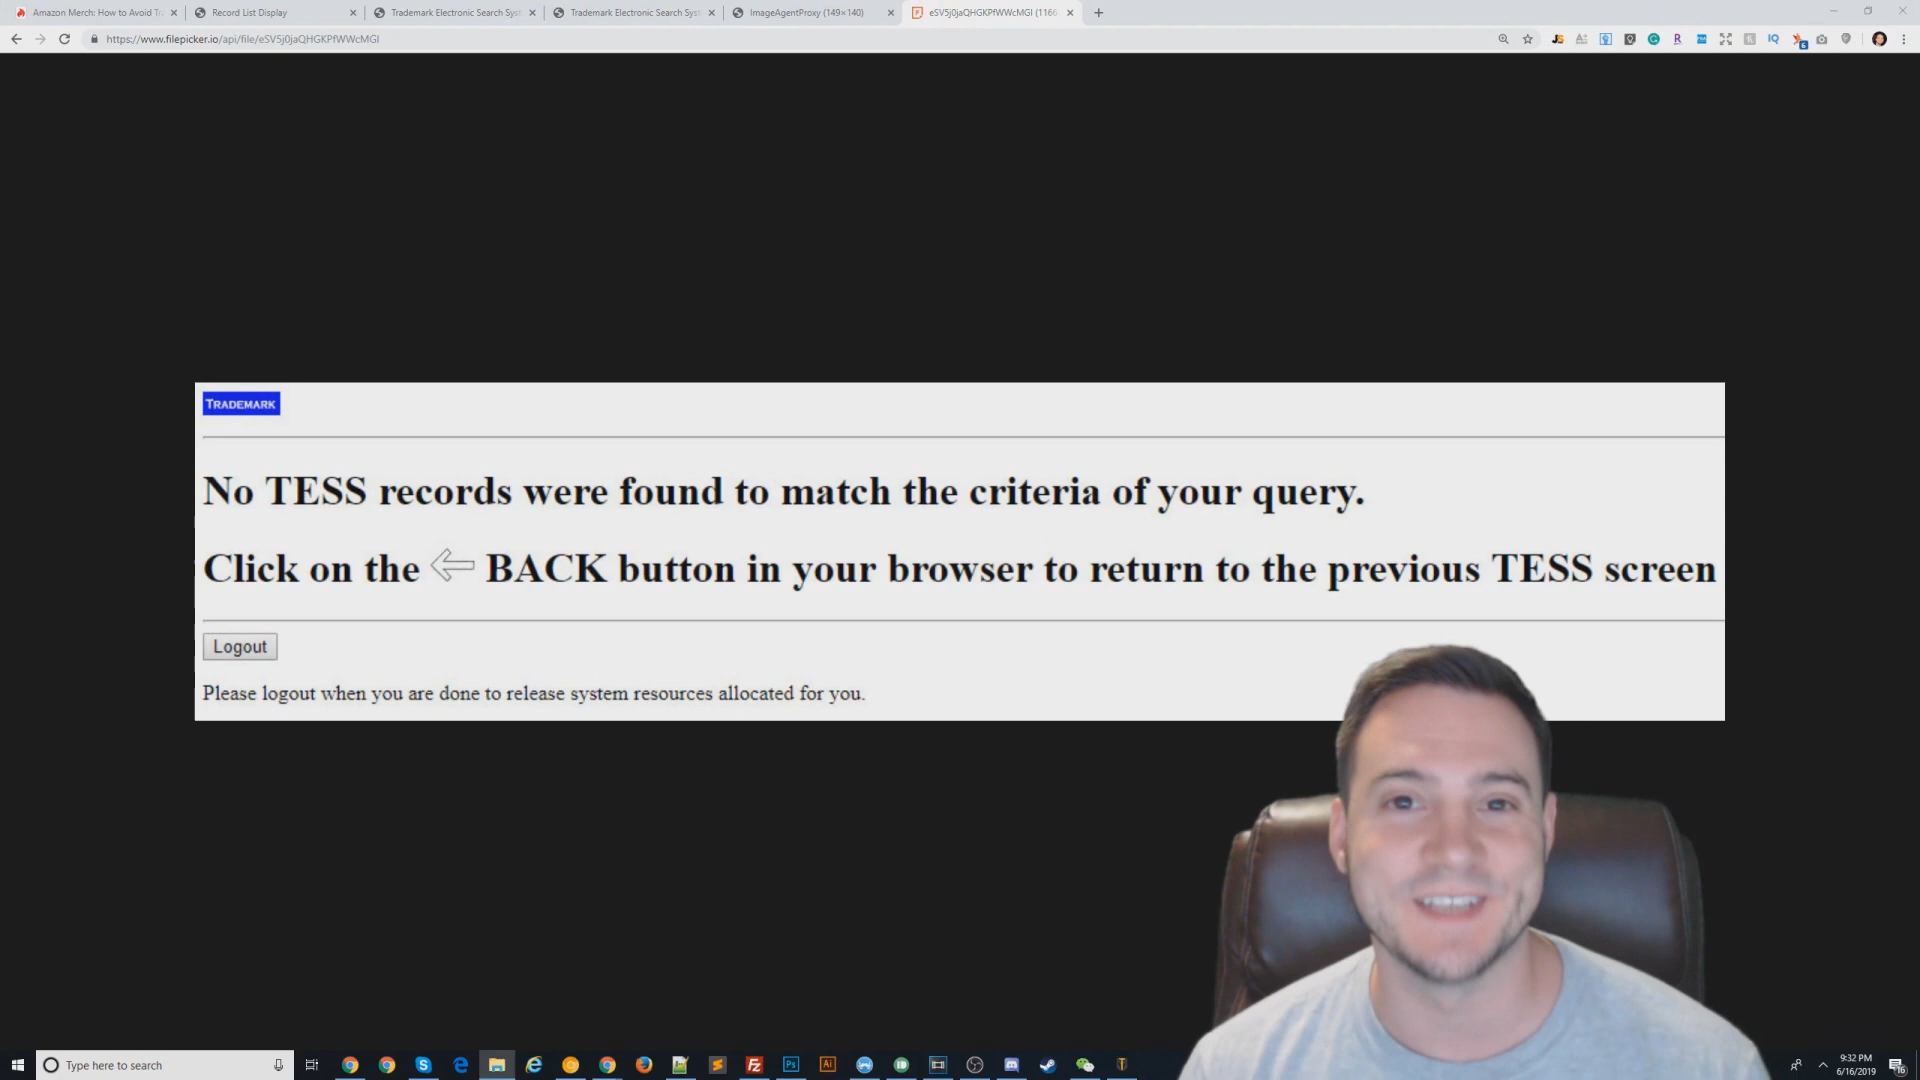 Amazon Merch: How to Avoid Tr
Record List Display
Trademark Electronic Search Syst
Trademark Electronic Search Syst
ImageAgentProxy (149×140)
eSV5j0jaQHGKPfWWcMGI (1166
https://www.filepicker.io/api/file/eSV5j0jaQHGKPfWWcMGI
TRADEMARK
No TESS records were found to match the criteria of your query.
Click on the BACK button in your browser to return to the previous TESS screen
Logout
Please logout when you are done to release system resources allocated for you.
Type here to search
9:32 PM
6/16/2019